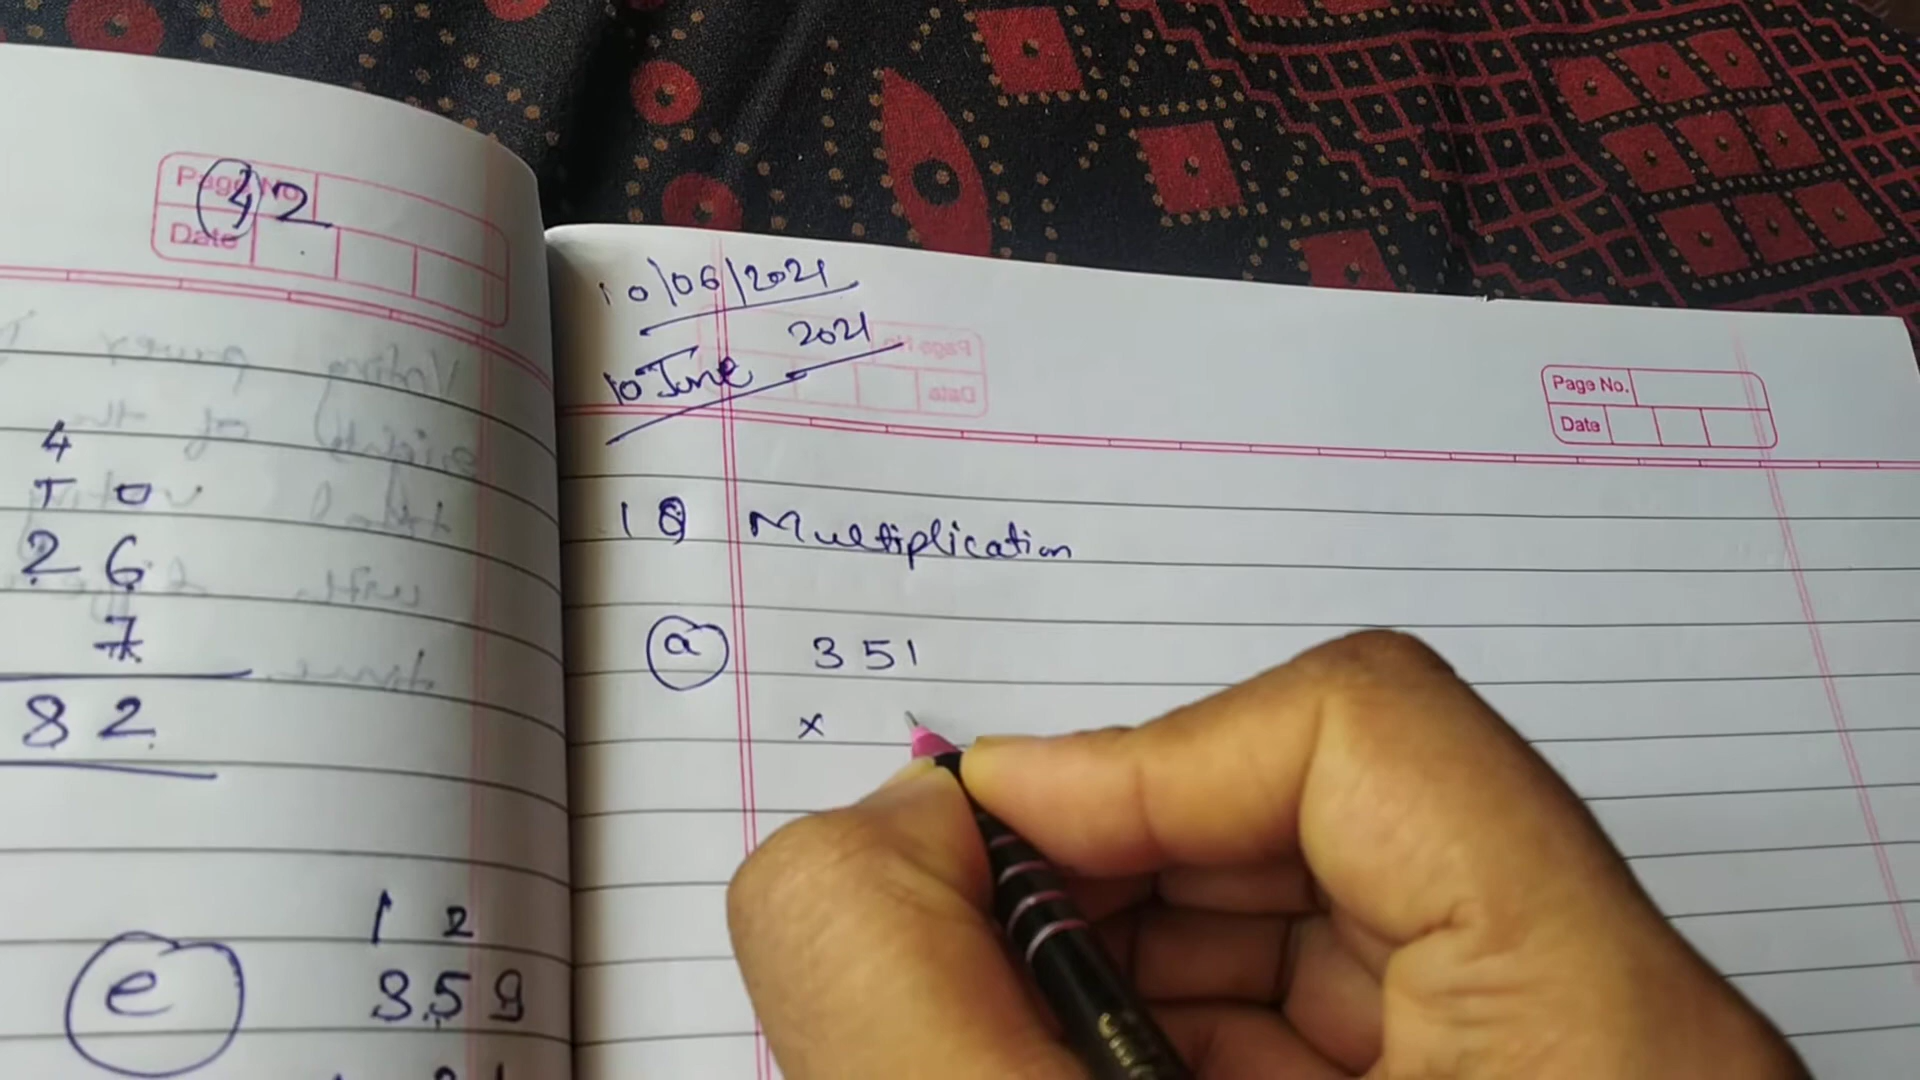 Page No.
42
Date
4
T O
2 6
7
8 2
e
1 2
3 5 9
10/06/2021
10 June 2021
Page No.
Date
1 Q Multiplication
a 351
×